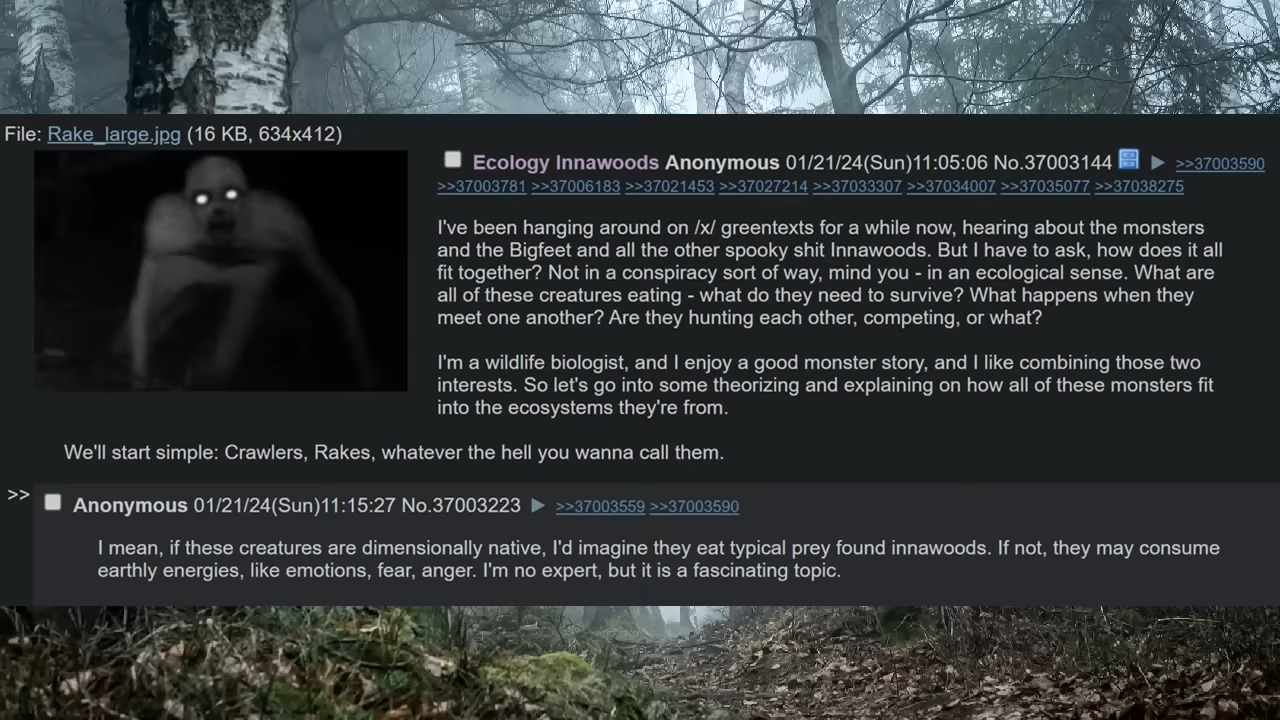 File: Rake_large.jpg (16 KB, 634x412)
Ecology Innawoods Anonymous 01/21/24(Sun)11:05:06 No.37003144 ▶ >>37003590
>>37003781 >>37006183 >>37021453 >>37027214 >>37033307 >>37034007 >>37035077 >>37038275
I've been hanging around on /x/ greentexts for a while now, hearing about the monsters
and the Bigfeet and all the other spooky shit Innawoods. But I have to ask, how does it all
fit together? Not in a conspiracy sort of way, mind you - in an ecological sense. What are
all of these creatures eating - what do they need to survive? What happens when they
meet one another? Are they hunting each other, competing, or what?
I'm a wildlife biologist, and I enjoy a good monster story, and I like combining those two
interests. So let's go into some theorizing and explaining on how all of these monsters fit
into the ecosystems they're from.
We'll start simple: Crawlers, Rakes, whatever the hell you wanna call them.
>> Anonymous 01/21/24(Sun)11:15:27 No.37003223 ▶ >>37003559 >>37003590
I mean, if these creatures are dimensionally native, I'd imagine they eat typical prey found innawoods. If not, they may consume
earthly energies, like emotions, fear, anger. I'm no expert, but it is a fascinating topic.